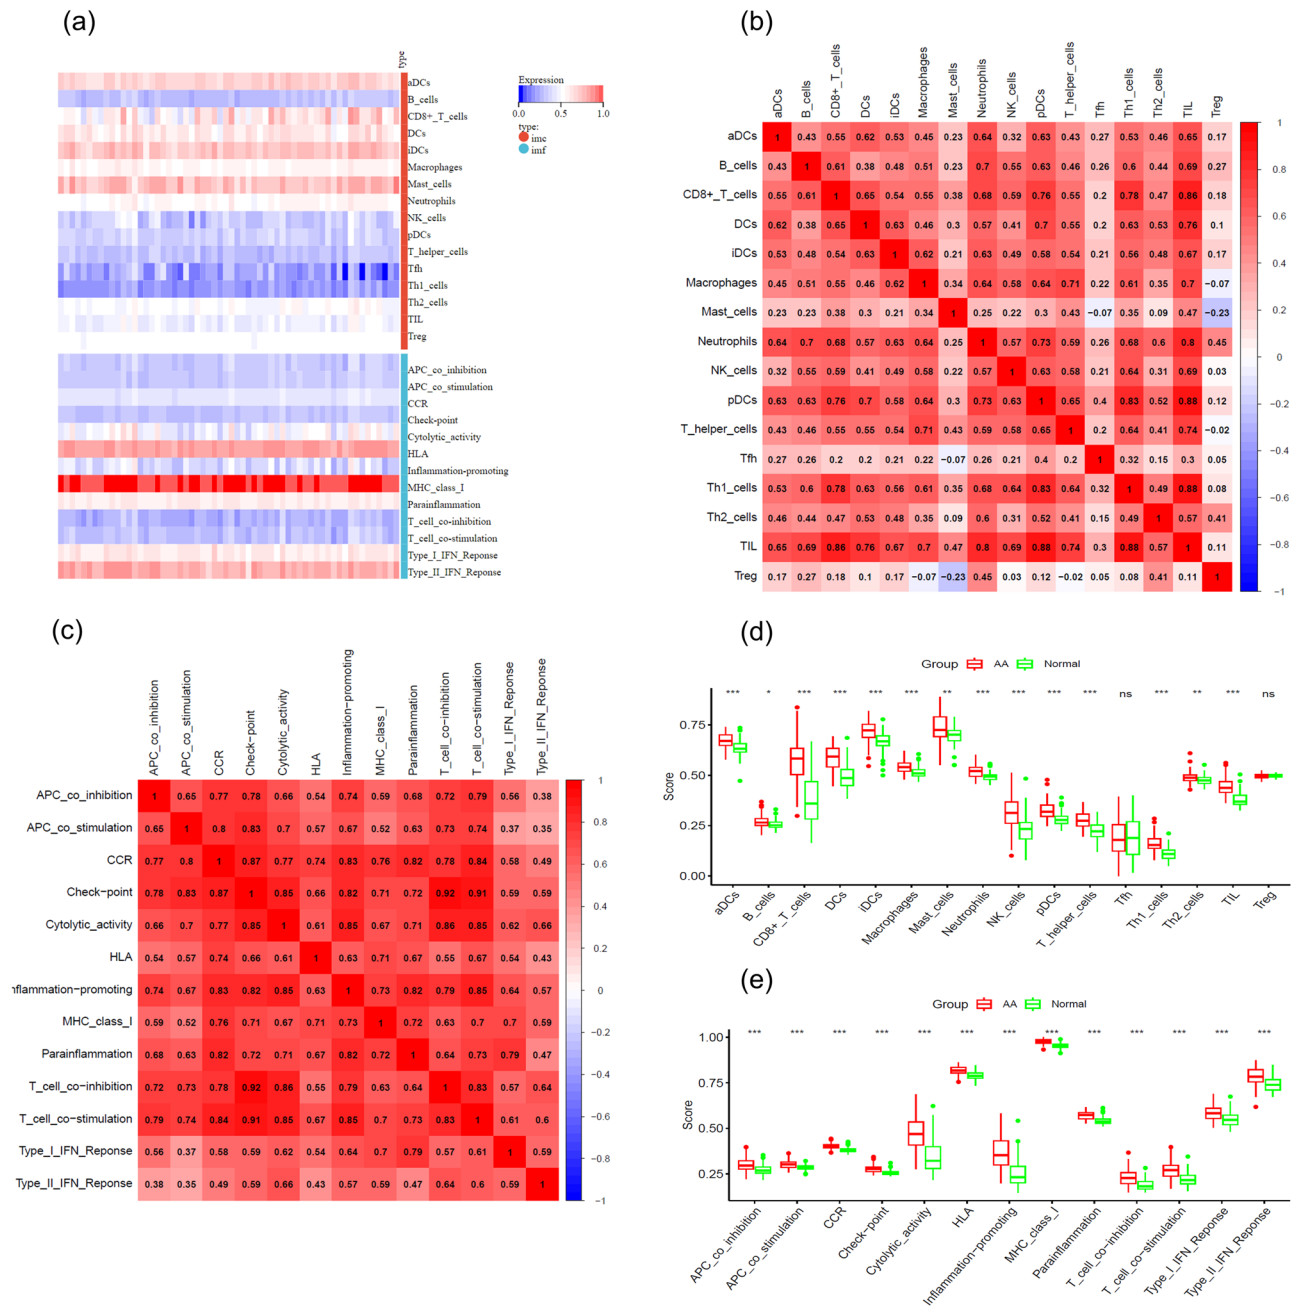 (a)
type
aDCs
B_cells
CD8+_T_cells
DCs
iDCs
Macrophages
Mast_cells
Neutrophils
NK_cells
pDCs
T_helper_cells
Tfh
Th1_cells
Th2_cells
TIL
Treg
APC_co_inhibition
APC_co_stimulation
CCR
Check-point
Cytolytic_activity
HLA
Inflammation-promoting
MHC_class_I
Parainflammation
T_cell_co-inhibition
T_cell_co-stimulation
Type_I_IFN_Reponse
Type_II_IFN_Reponse
Expression
0.0 0.5 1.0
type:
imc
imf
(b)
aDCs B_cells CD8+_T_cells DCs iDCs Macrophages Mast_cells Neutrophils NK_cells pDCs T_helper_cells Tfh Th1_cells Th2_cells TIL Treg
aDCs 1 0.43 0.55 0.62 0.53 0.45 0.23 0.64 0.32 0.63 0.43 0.27 0.53 0.46 0.65 0.17
B_cells 0.43 1 0.61 0.38 0.48 0.51 0.23 0.7 0.55 0.63 0.46 0.26 0.6 0.44 0.69 0.27
CD8+_T_cells 0.55 0.61 1 0.65 0.54 0.55 0.38 0.68 0.59 0.76 0.55 0.2 0.78 0.47 0.86 0.18
DCs 0.62 0.38 0.65 1 0.63 0.46 0.3 0.57 0.41 0.7 0.55 0.2 0.63 0.53 0.76 0.1
iDCs 0.53 0.48 0.54 0.63 1 0.62 0.21 0.63 0.49 0.58 0.54 0.21 0.56 0.48 0.67 0.17
Macrophages 0.45 0.51 0.55 0.46 0.62 1 0.34 0.64 0.58 0.64 0.71 0.22 0.61 0.35 0.7 −0.07
Mast_cells 0.23 0.23 0.38 0.3 0.21 0.34 1 0.25 0.22 0.3 0.43 −0.07 0.35 0.09 0.47 −0.23
Neutrophils 0.64 0.7 0.68 0.57 0.63 0.64 0.25 1 0.57 0.73 0.59 0.26 0.68 0.6 0.8 0.45
NK_cells 0.32 0.55 0.59 0.41 0.49 0.58 0.22 0.57 1 0.63 0.58 0.21 0.64 0.31 0.69 0.03
pDCs 0.63 0.63 0.76 0.7 0.58 0.64 0.3 0.73 0.63 1 0.65 0.4 0.83 0.52 0.88 0.12
T_helper_cells 0.43 0.46 0.55 0.55 0.54 0.71 0.43 0.59 0.58 0.65 1 0.2 0.64 0.41 0.74 −0.02
Tfh 0.27 0.26 0.2 0.2 0.21 0.22 −0.07 0.26 0.21 0.4 0.2 1 0.32 0.15 0.3 0.05
Th1_cells 0.53 0.6 0.78 0.63 0.56 0.61 0.35 0.68 0.64 0.83 0.64 0.32 1 0.49 0.88 0.08
Th2_cells 0.46 0.44 0.47 0.53 0.48 0.35 0.09 0.6 0.31 0.52 0.41 0.15 0.49 1 0.57 0.41
TIL 0.65 0.69 0.86 0.76 0.67 0.7 0.47 0.8 0.69 0.88 0.74 0.3 0.88 0.57 1 0.11
Treg 0.17 0.27 0.18 0.1 0.17 −0.07 −0.23 0.45 0.03 0.12 −0.02 0.05 0.08 0.41 0.11 1
1
0.8
0.6
0.4
0.2
0
−0.2
−0.4
−0.6
−0.8
−1
(c)
APC_co_inhibition APC_co_stimulation CCR Check−point Cytolytic_activity HLA Inflammation−promoting MHC_class_I Parainflammation T_cell_co−inhibition T_cell_co−stimulation Type_I_IFN_Reponse Type_II_IFN_Reponse
APC_co_inhibition 1 0.65 0.77 0.78 0.66 0.54 0.74 0.59 0.68 0.72 0.79 0.56 0.38
APC_co_stimulation 0.65 1 0.8 0.83 0.7 0.57 0.67 0.52 0.63 0.73 0.74 0.37 0.35
CCR 0.77 0.8 1 0.87 0.77 0.74 0.83 0.76 0.82 0.78 0.84 0.58 0.49
Check−point 0.78 0.83 0.87 1 0.85 0.66 0.82 0.71 0.72 0.92 0.91 0.59 0.59
Cytolytic_activity 0.66 0.7 0.77 0.85 1 0.61 0.85 0.67 0.71 0.86 0.85 0.62 0.66
HLA 0.54 0.57 0.74 0.66 0.61 1 0.63 0.71 0.67 0.55 0.67 0.54 0.43
nflammation−promoting 0.74 0.67 0.83 0.82 0.85 0.63 1 0.73 0.82 0.79 0.85 0.64 0.57
MHC_class_I 0.59 0.52 0.76 0.71 0.67 0.71 0.73 1 0.72 0.63 0.7 0.7 0.59
Parainflammation 0.68 0.63 0.82 0.72 0.71 0.67 0.82 0.72 1 0.64 0.73 0.79 0.47
T_cell_co−inhibition 0.72 0.73 0.78 0.92 0.86 0.55 0.79 0.63 0.64 1 0.83 0.57 0.64
T_cell_co−stimulation 0.79 0.74 0.84 0.91 0.85 0.67 0.85 0.7 0.73 0.83 1 0.61 0.6
Type_I_IFN_Reponse 0.56 0.37 0.58 0.59 0.62 0.54 0.64 0.7 0.79 0.57 0.61 1 0.59
Type_II_IFN_Reponse 0.38 0.35 0.49 0.59 0.66 0.43 0.57 0.59 0.47 0.64 0.6 0.59 1
1
0.8
0.6
0.4
0.2
0
−0.2
−0.4
−0.6
−0.8
−1
(d)
Group AA Normal
*** * *** *** *** *** ** *** *** *** *** ns *** ** *** ns
Score
0.75
0.50
0.25
0.00
aDCs B_cells CD8+_T_cells DCs iDCs Macrophages Mast_cells Neutrophils NK_cells pDCs T_helper_cells Tfh Th1_cells Th2_cells TIL Treg
(e)
Group AA Normal
*** *** *** *** *** *** *** *** *** *** *** *** ***
Score
1.00
0.75
0.50
0.25
APC_co_inhibition APC_co_stimulation CCR Check−point Cytolytic_activity HLA Inflammation−promoting MHC_class_I Parainflammation T_cell_co−inhibition T_cell_co−stimulation Type_I_IFN_Reponse Type_II_IFN_Reponse